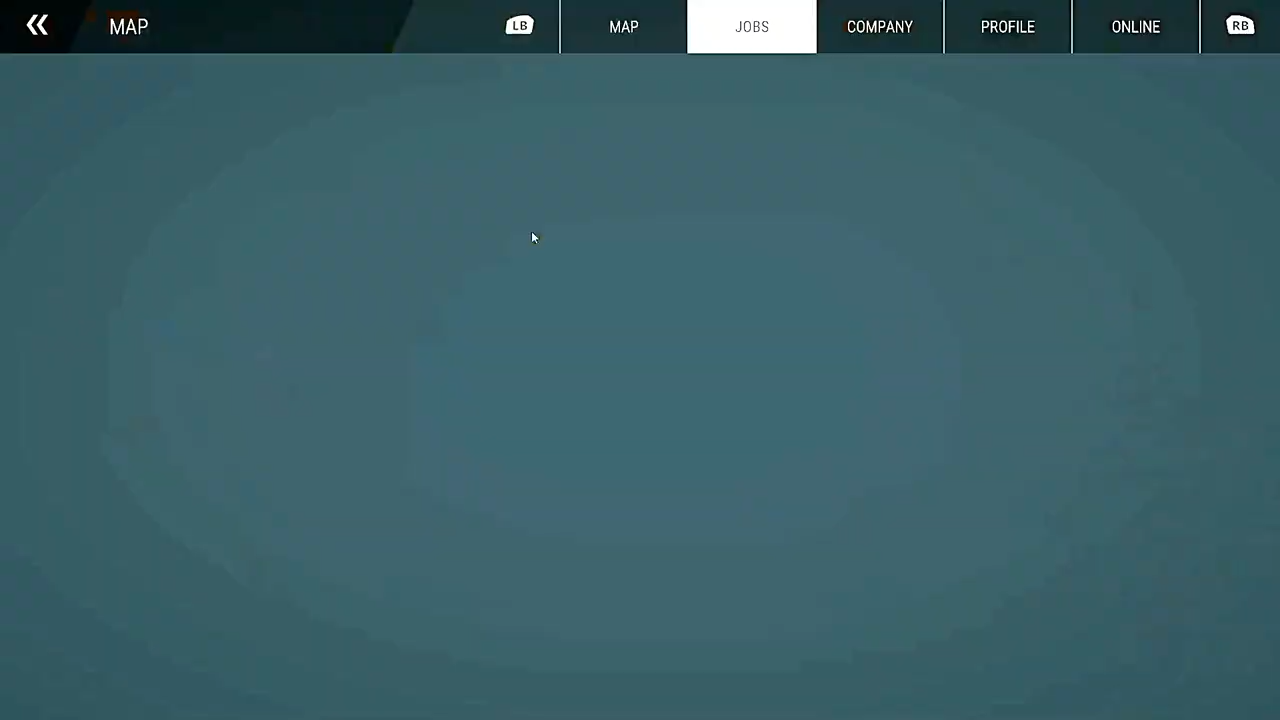 MAP
LB
MAP
JOBS
COMPANY
PROFILE
ONLINE
RB